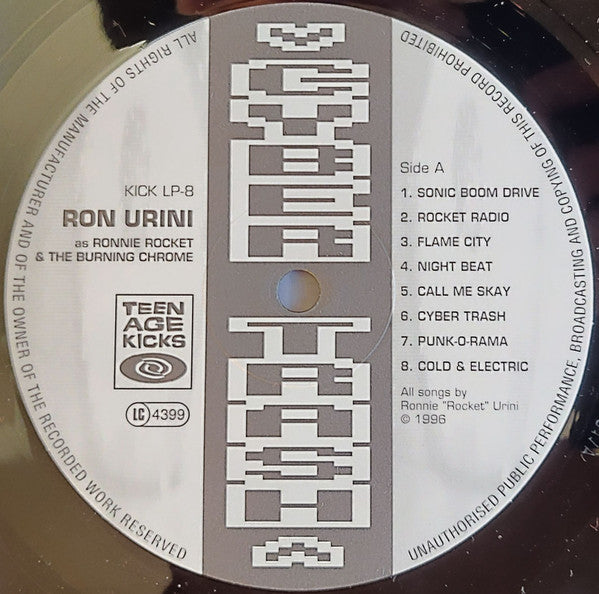 ALL RIGHTS OF THE MANUFACTURER AND OF THE OWNER OF THE RECORDED WORK RESERVED
UNAUTHORISED PUBLIC PERFORMANCE, BROADCASTING AND COPYING OF THIS RECORD PROHIBITED
KICK LP-8
RON URINI
as RONNIE ROCKET
& THE BURNING CHROME
TEEN
AGE
KICKS
LC 4399
CYBER
TRASH
Side A
1. SONIC BOOM DRIVE
2. ROCKET RADIO
3. FLAME CITY
4. NIGHT BEAT
5. CALL ME SKAY
6. CYBER TRASH
7. PUNK-O-RAMA
8. COLD & ELECTRIC
All songs by
Ronnie "Rocket" Urini
© 1996